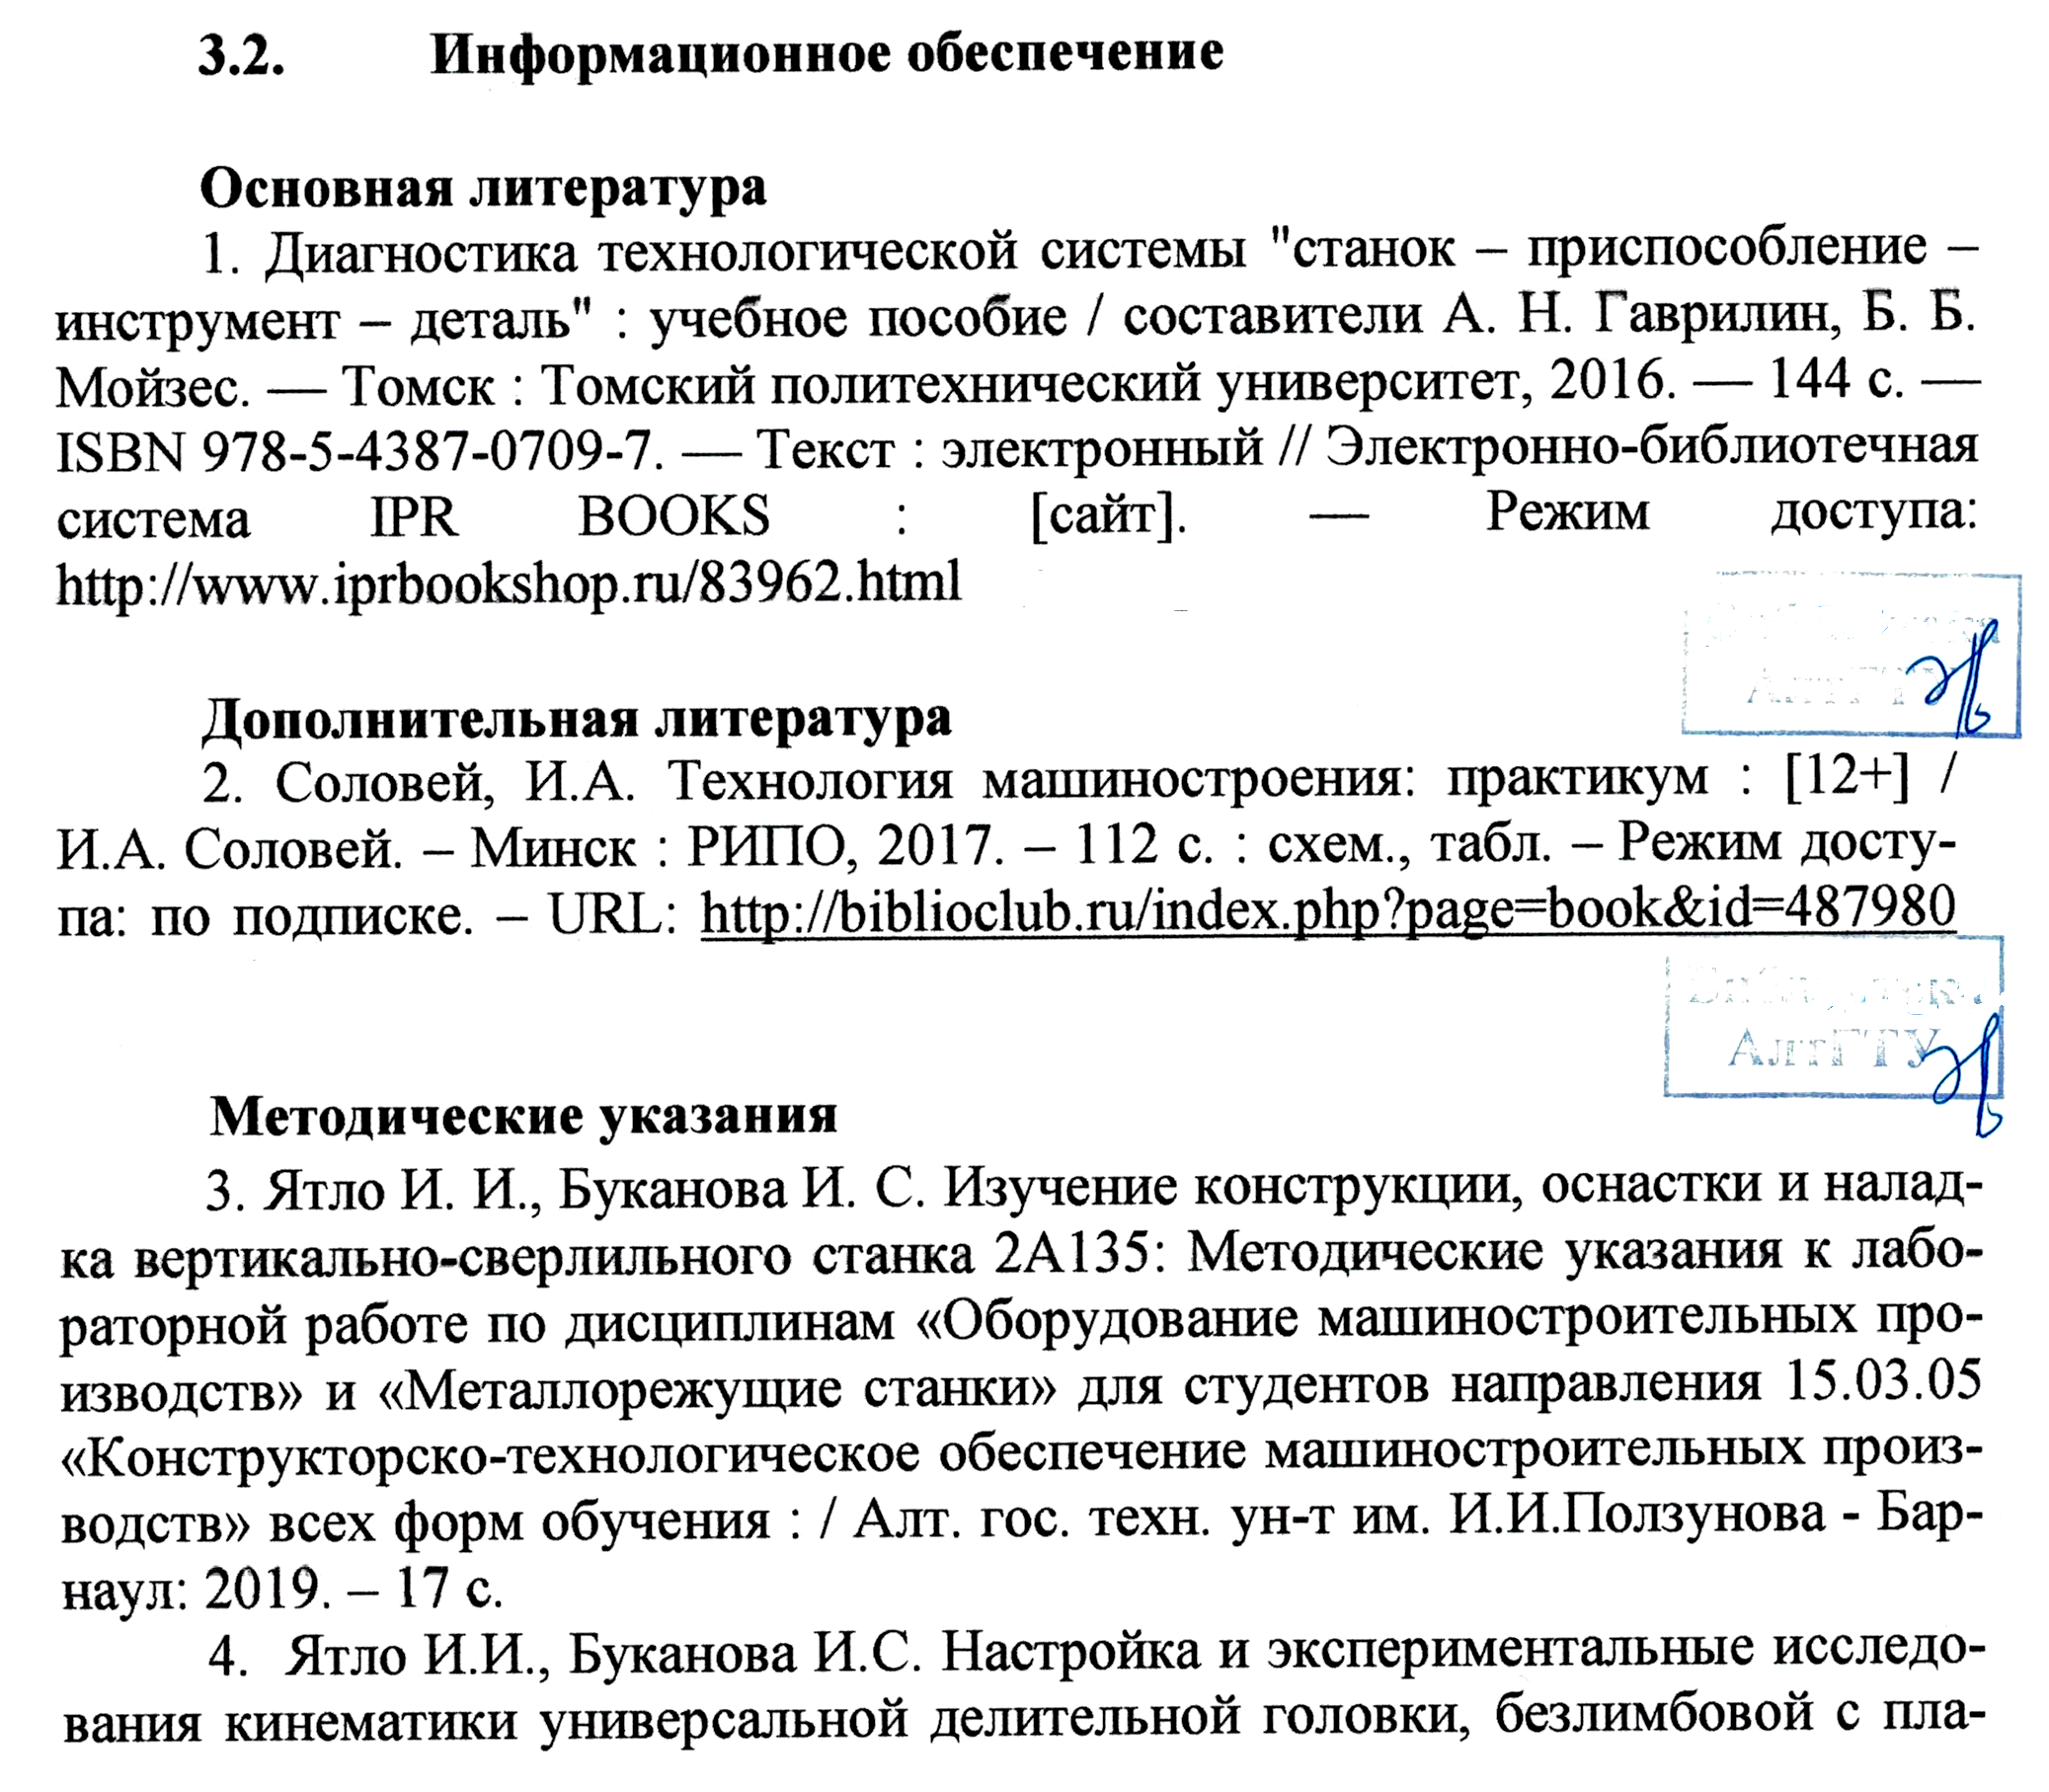 3.2. Информационное обеспечение
Основная литература
1. Диагностика технологической системы "станок – приспособление –
инструмент – деталь" : учебное пособие / составители А. Н. Гаврилин, Б. Б.
Мойзес. — Томск : Томский политехнический университет, 2016. — 144 с. —
ISBN 978-5-4387-0709-7. — Текст : электронный // Электронно-библиотечная
система IPR BOOKS : [сайт]. — Режим доступа:
http://www.iprbookshop.ru/83962.html
Дополнительная литература
2. Соловей, И.А. Технология машиностроения: практикум : [12+] /
И.А. Соловей. – Минск : РИПО, 2017. – 112 с. : схем., табл. – Режим досту-
па: по подписке. – URL: http://biblioclub.ru/index.php?page=book&id=487980
АлтГТУ
Методические указания
3. Ятло И. И., Буканова И. С. Изучение конструкции, оснастки и налад-
ка вертикально-сверлильного станка 2А135: Методические указания к лабо-
раторной работе по дисциплинам «Оборудование машиностроительных про-
изводств» и «Металлорежущие станки» для студентов направления 15.03.05
«Конструкторско-технологическое обеспечение машиностроительных произ-
водств» всех форм обучения : / Алт. гос. техн. ун-т им. И.И.Ползунова - Бар-
наул: 2019. – 17 с.
4. Ятло И.И., Буканова И.С. Настройка и экспериментальные исследо-
вания кинематики универсальной делительной головки, безлимбовой с пла-